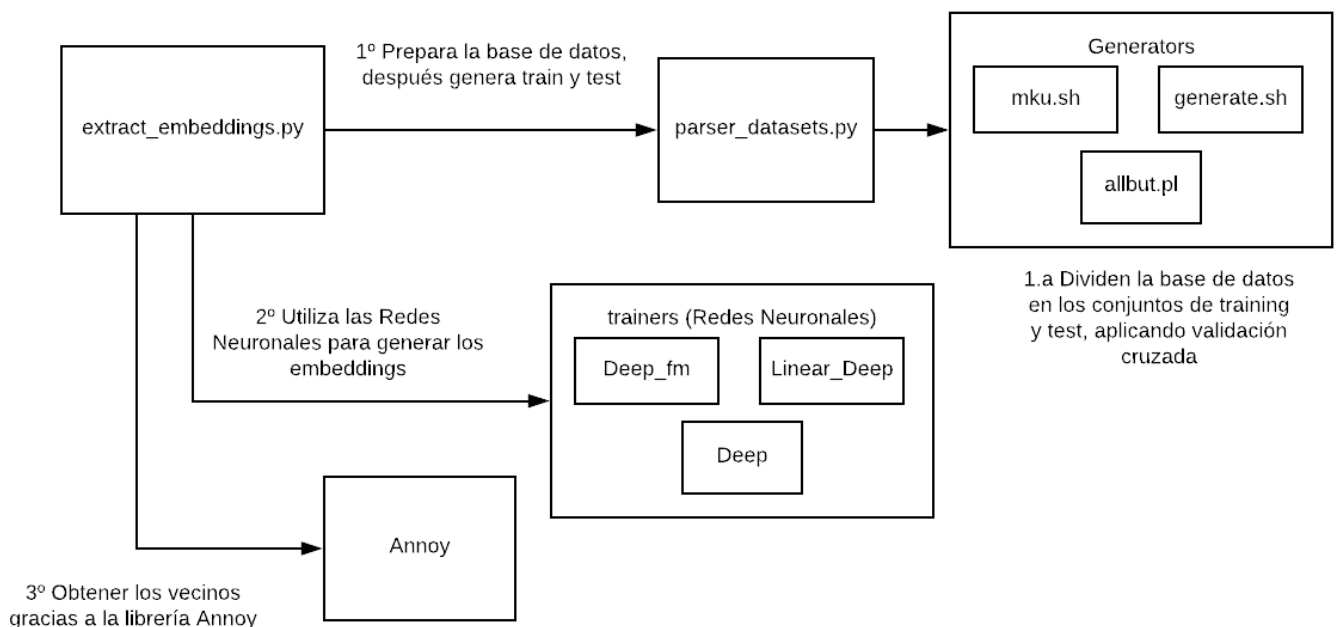 extract_embeddings.py
1º Prepara la base de datos,
después genera train y test
parser_datasets.py
Generators
mku.sh
generate.sh
allbut.pl
1.a Dividen la base de datos
en los conjuntos de training
y test, aplicando validación
cruzada
2º Utiliza las Redes
Neuronales para generar los
embeddings
trainers (Redes Neuronales)
Deep_fm
Linear_Deep
Deep
Annoy
3º Obtener los vecinos
gracias a la librería Annoy